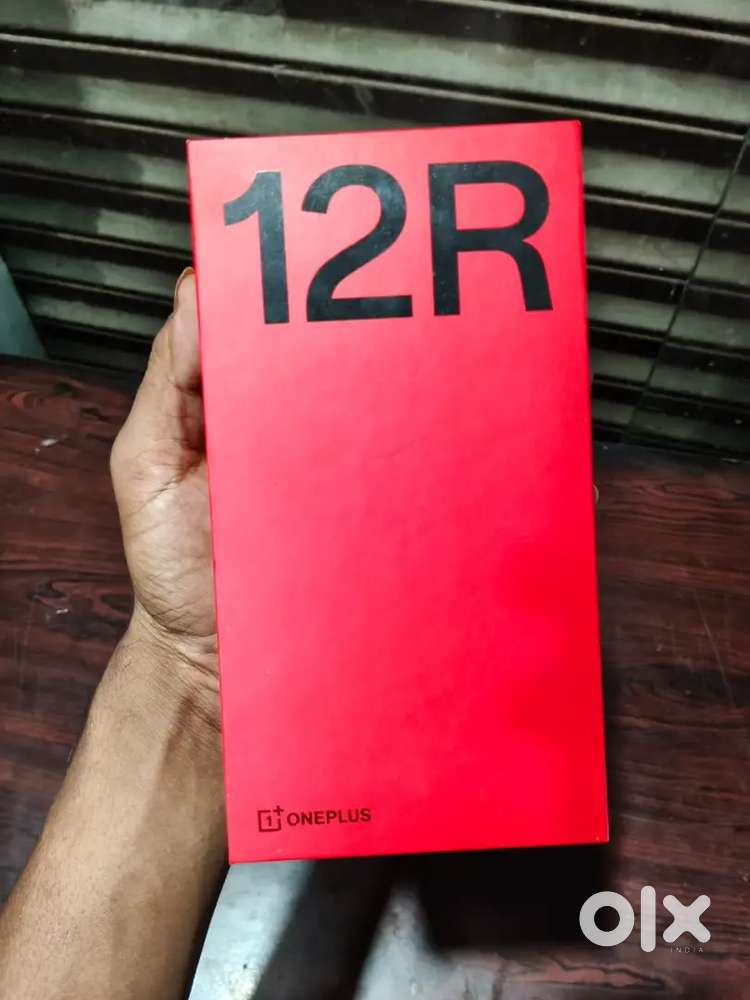 12R
1+ ONEPLUS
olx
INDIA